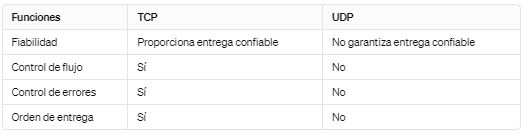 Funciones TCP UDP
Fiabilidad Proporciona entrega confiable No garantiza entrega confiable
Control de flujo Sí No
Control de errores Sí No
Orden de entrega Sí No